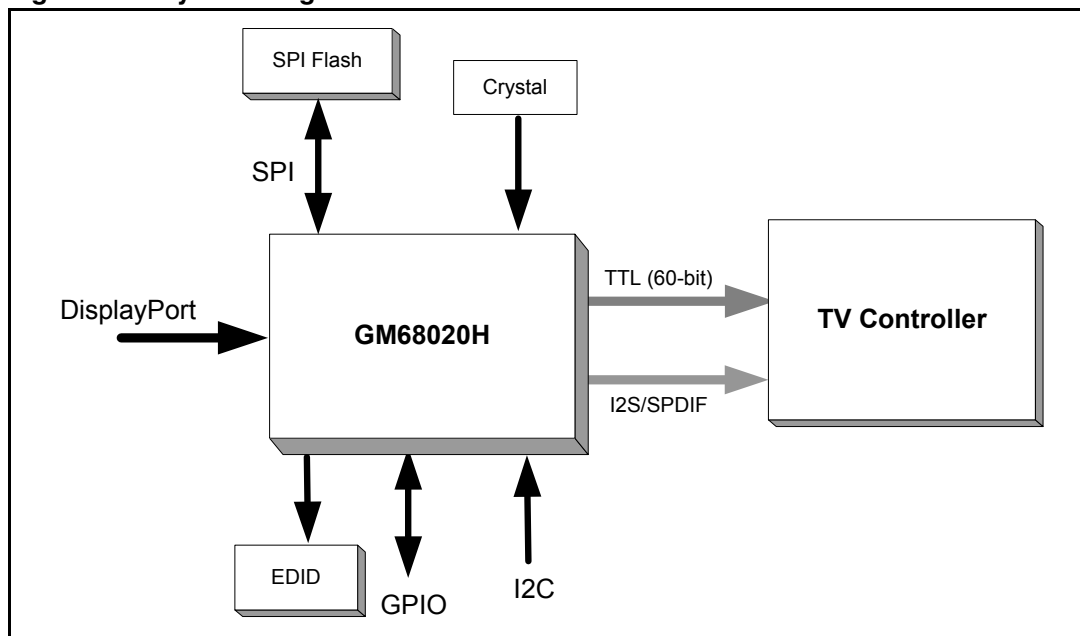 SPI Flash
Crystal
SPI
TTL (60-bit)
DisplayPort
GM68020H
TV Controller
I2S/SPDIF
EDID
GPIO
I2C